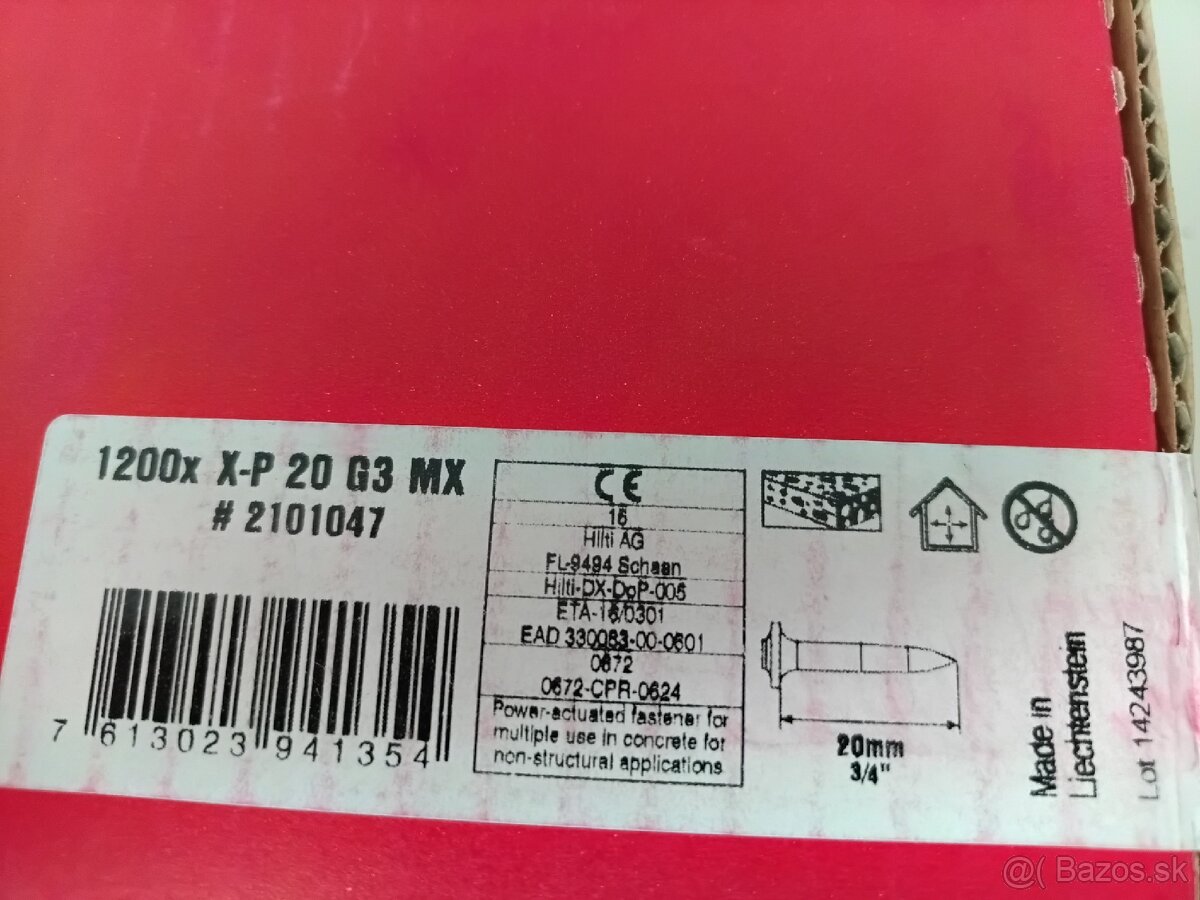 1200x X-P 20 G3 MX
# 2101047
7 613023 941354
CE
16
Hilti AG
FL-9494 Schaan
Hilti-DX-DoP-005
ETA-16/0301
EAD 330083-00-0601
0672
0672-CPR-0624
Power-actuated fastener for
multiple use in concrete for
non-structural applications
20mm
3/4"
Made in
Liechenstein
Lot 14243987
@( Bazos.sk